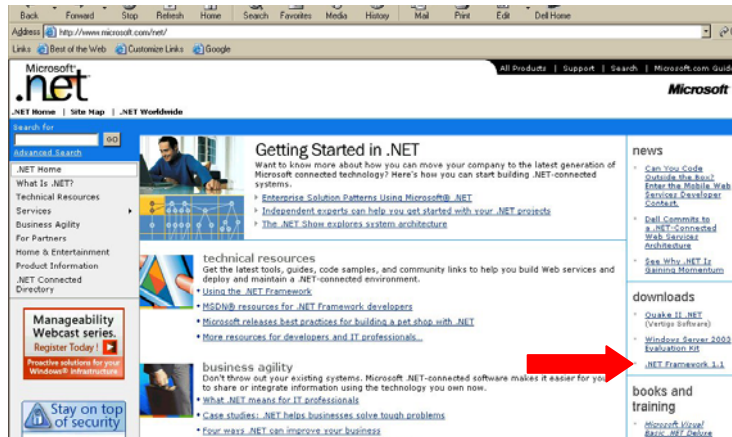 Back Forward Stop Refresh Home Search Favorites Media History Mail Print Edit Dell Home
Address http://www.microsoft.com/net/
Links Best of the Web Customize Links Google
Microsoft
.net
All Products | Support | Search | Microsoft.com Guide
Microsoft
.NET Home | Site Map | .NET Worldwide
Search for
GO
Advanced Search
.NET Home
What Is .NET?
Technical Resources
Services
Business Agility
For Partners
Home & Entertainment
Product Information
.NET Connected
Directory
Manageability
Webcast series.
Register Today!
Proactive solutions for your
Windows® infrastructure
Stay on top
of security
Getting Started in .NET
Want to know more about how you can move your company to the latest generation of
Microsoft connected technology? Here's how you can start building .NET-connected
systems.
Enterprise Solution Patterns Using Microsoft® .NET
Independent experts can help you get started with your .NET projects
The .NET Show explores system architecture
technical resources
Get the latest tools, guides, code samples, and community links to help you build Web services and
deploy and maintain a .NET-connected environment.
• Using the .NET Framework
• MSDN® resources for .NET Framework developers
• Microsoft releases best practices for building a pet shop with .NET
• More resources for developers and IT professionals...
business agility
Don't throw out your existing systems. Microsoft .NET-connected software makes it easier for you
to share or integrate information using the technology you own now.
• What .NET means for IT professionals
• Case studies: .NET helps businesses solve tough problems
• Four ways .NET can improve your business
news
Can You Code
Outside the Box?
Enter the Mobile Web
Services Developer
Contest.
Dell Commits to
a .NET-Connected
Web Services
Architecture
See Why .NET Is
Gaining Momentum
downloads
Quake II .NET
(Vertigo Software)
Windows Server 2003
Evaluation Kit
.NET Framework 1.1
books and
training
Microsoft Visual
Basic .NET Deluxe